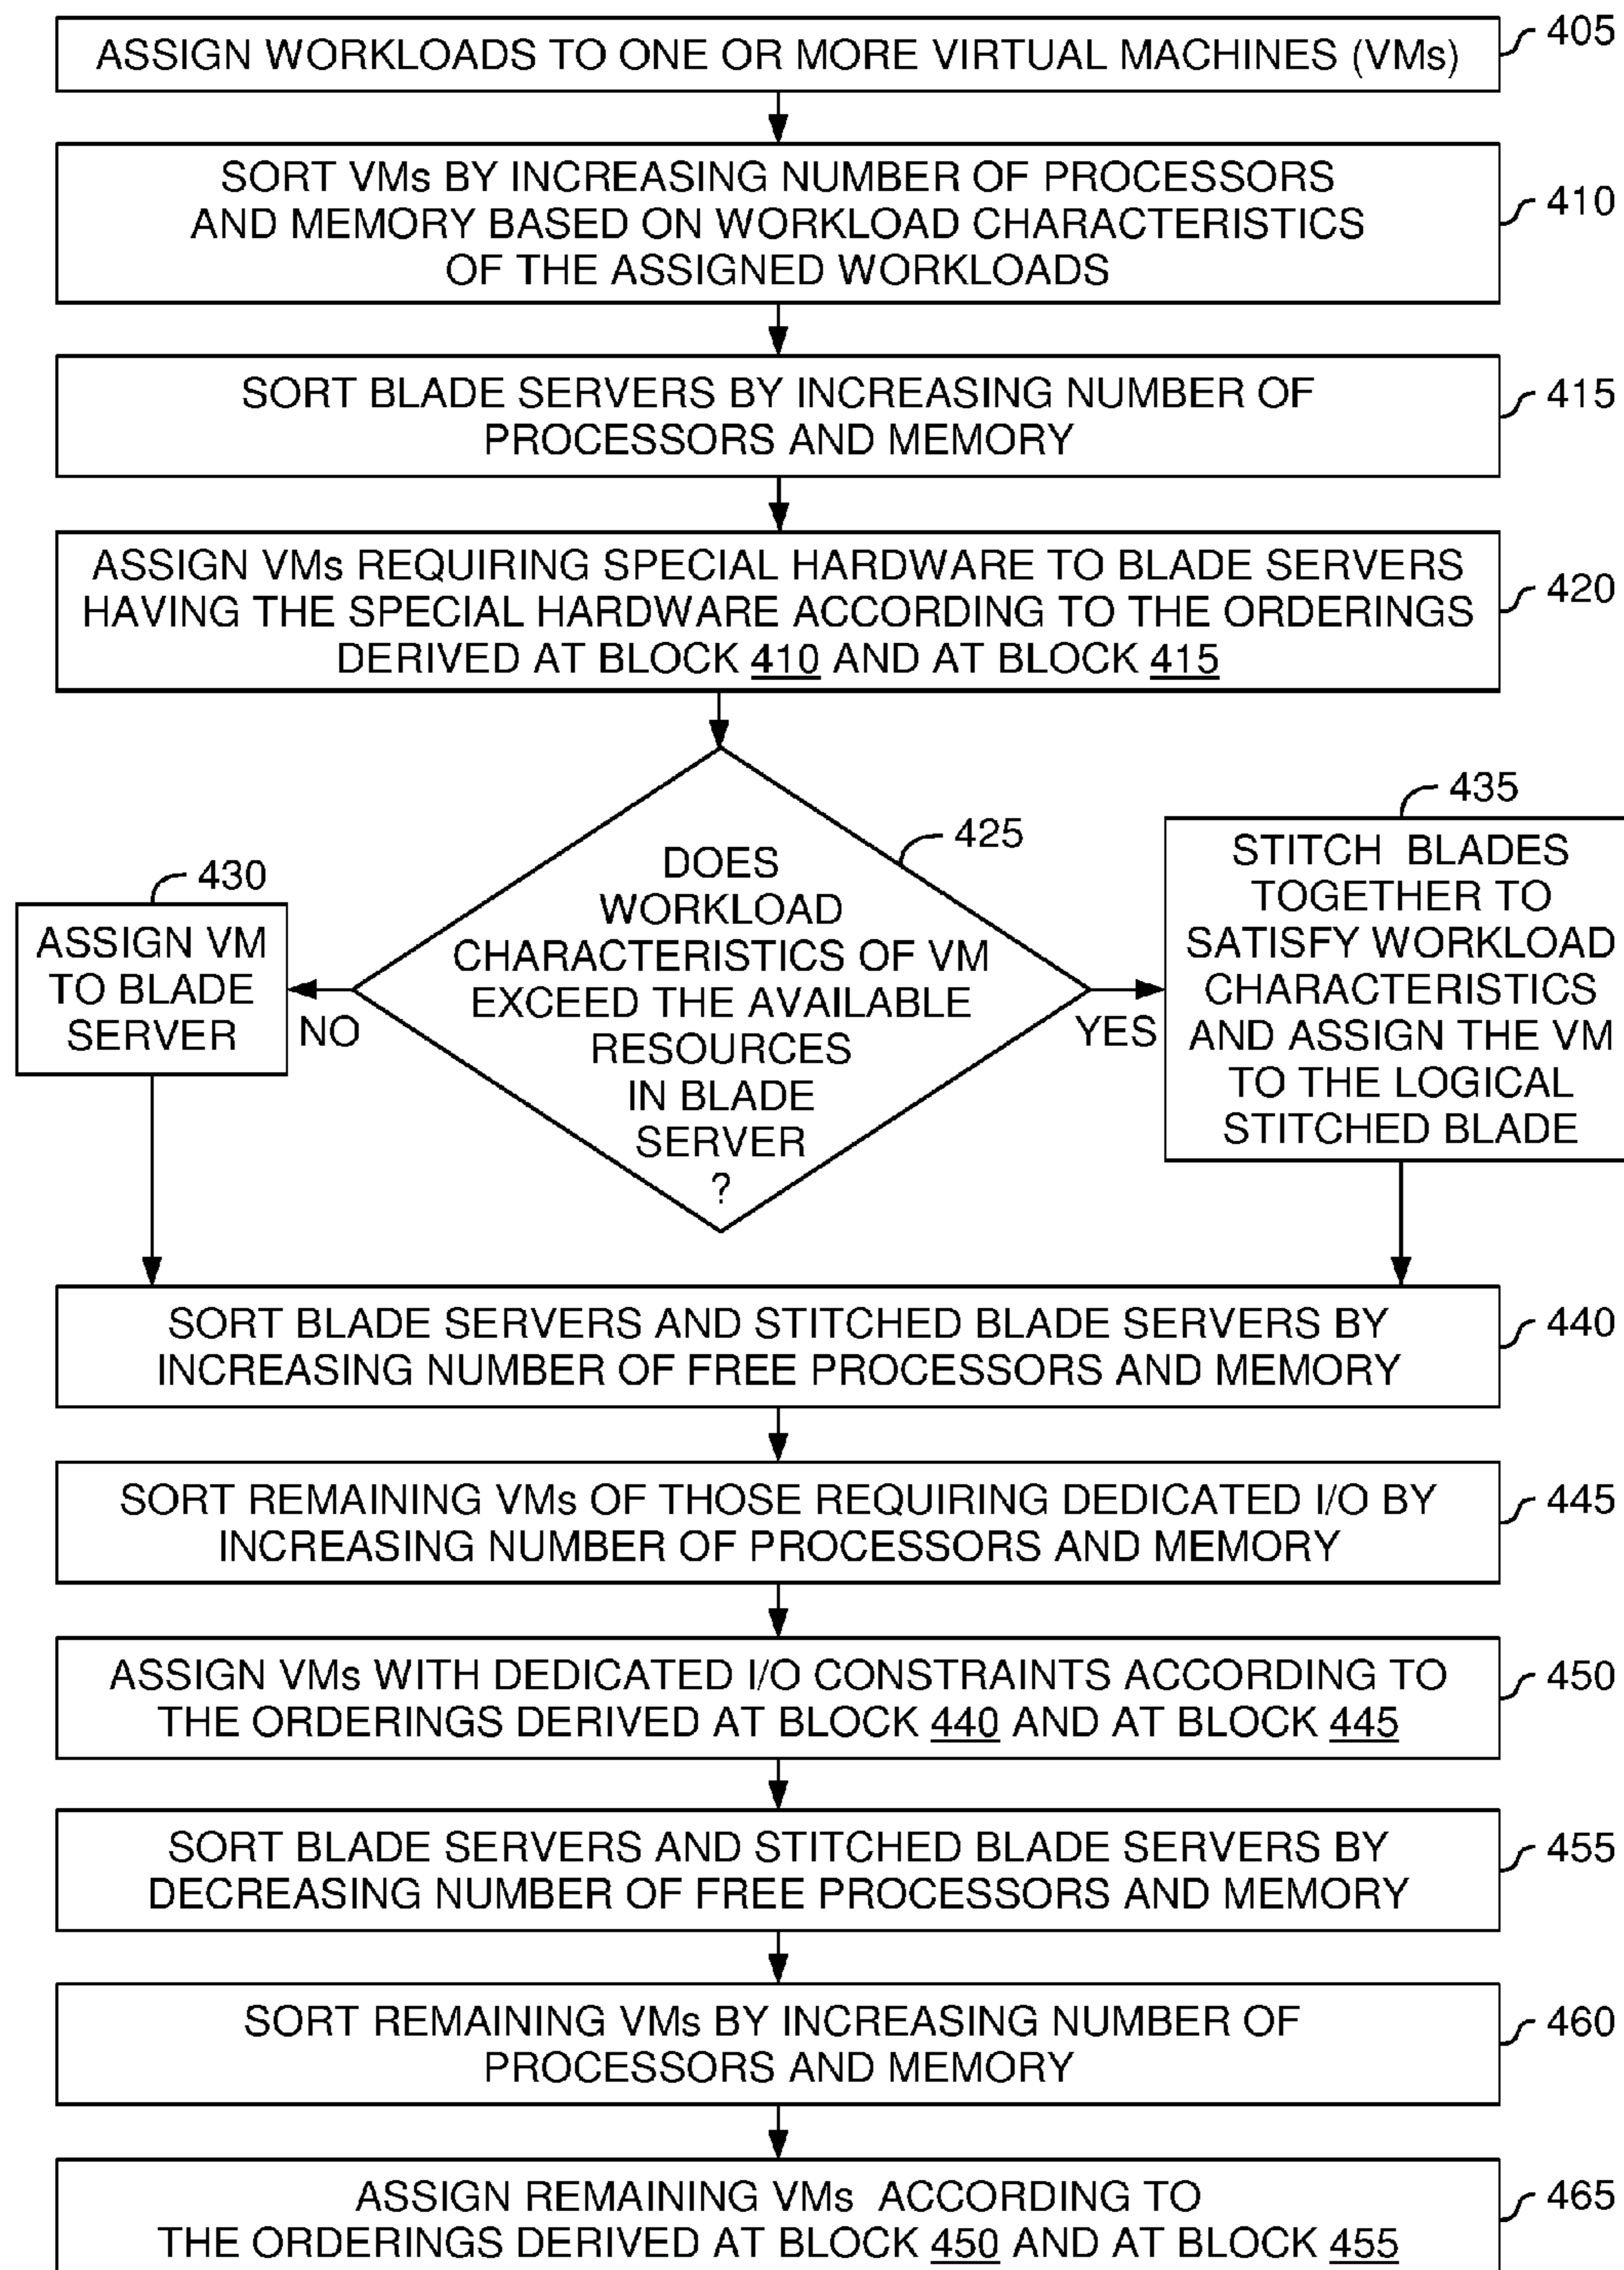 ASSIGN WORKLOADS TO ONE OR MORE VIRTUAL MACHINES (VMs)
405
SORT VMs BY INCREASING NUMBER OF PROCESSORS
AND MEMORY BASED ON WORKLOAD CHARACTERISTICS
OF THE ASSIGNED WORKLOADS
410
SORT BLADE SERVERS BY INCREASING NUMBER OF
PROCESSORS AND MEMORY
415
ASSIGN VMs REQUIRING SPECIAL HARDWARE TO BLADE SERVERS
HAVING THE SPECIAL HARDWARE ACCORDING TO THE ORDERINGS
DERIVED AT BLOCK 410 AND AT BLOCK 415
420
430
ASSIGN VM
TO BLADE
SERVER
NO
425
DOES
WORKLOAD
CHARACTERISTICS OF VM
EXCEED THE AVAILABLE
RESOURCES
IN BLADE
SERVER
?
YES
435
STITCH BLADES
TOGETHER TO
SATISFY WORKLOAD
CHARACTERISTICS
AND ASSIGN THE VM
TO THE LOGICAL
STITCHED BLADE
SORT BLADE SERVERS AND STITCHED BLADE SERVERS BY
INCREASING NUMBER OF FREE PROCESSORS AND MEMORY
440
SORT REMAINING VMs OF THOSE REQUIRING DEDICATED I/O BY
INCREASING NUMBER OF PROCESSORS AND MEMORY
445
ASSIGN VMs WITH DEDICATED I/O CONSTRAINTS ACCORDING TO
THE ORDERINGS DERIVED AT BLOCK 440 AND AT BLOCK 445
450
SORT BLADE SERVERS AND STITCHED BLADE SERVERS BY
DECREASING NUMBER OF FREE PROCESSORS AND MEMORY
455
SORT REMAINING VMs BY INCREASING NUMBER OF
PROCESSORS AND MEMORY
460
ASSIGN REMAINING VMs ACCORDING TO
THE ORDERINGS DERIVED AT BLOCK 450 AND AT BLOCK 455
465